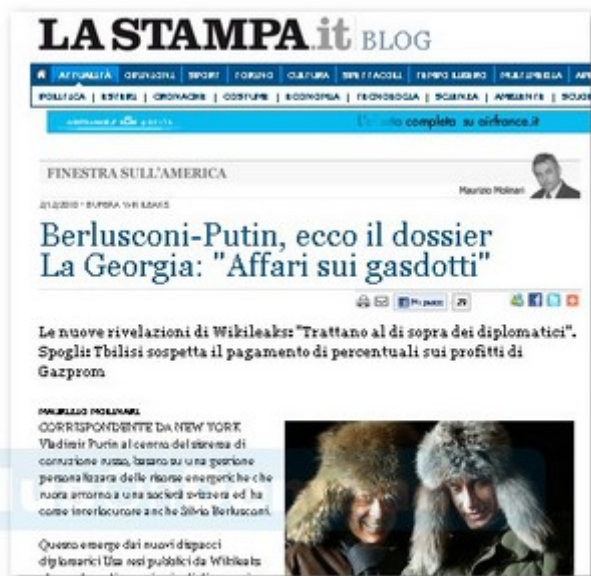 LA STAMPA.it BLOG
ATTUALITÀ OPINIONI SPORT TORINO CULTURA SPETTACOLI TEMPO LIBERO MULTIMEDIA
POLITICA | ESTERI | CRONACHE | COSTUME | ECONOMIA | TECNOLOGIA | SCIENZA | AMBIENTE |
completa su airfrance.it
FINESTRA SULL'AMERICA
Maurizio Molinari
Berlusconi-Putin, ecco il dossier
La Georgia: "Affari sui gasdotti"
Mi piace 79
Le nuove rivelazioni di Wikileaks: "Trattano al di sopra dei diplomatici".
Spogli: Tbilisi sospetta il pagamento di percentuali sui profitti di
Gazprom
MAURIZIO MOLINARI
CORRISPONDENTE DA NEW YORK
Vladimir Putin al centro del sistema di
corruzione russo, basato su una gestione
personalizzata delle risorse energetiche che
ruota attorno a una società svizzera ed ha
come interlocutore anche Silvio Berlusconi.
Questo emerge dai nuovi dispacci
diplomatici Usa resi pubblici da Wikileaks